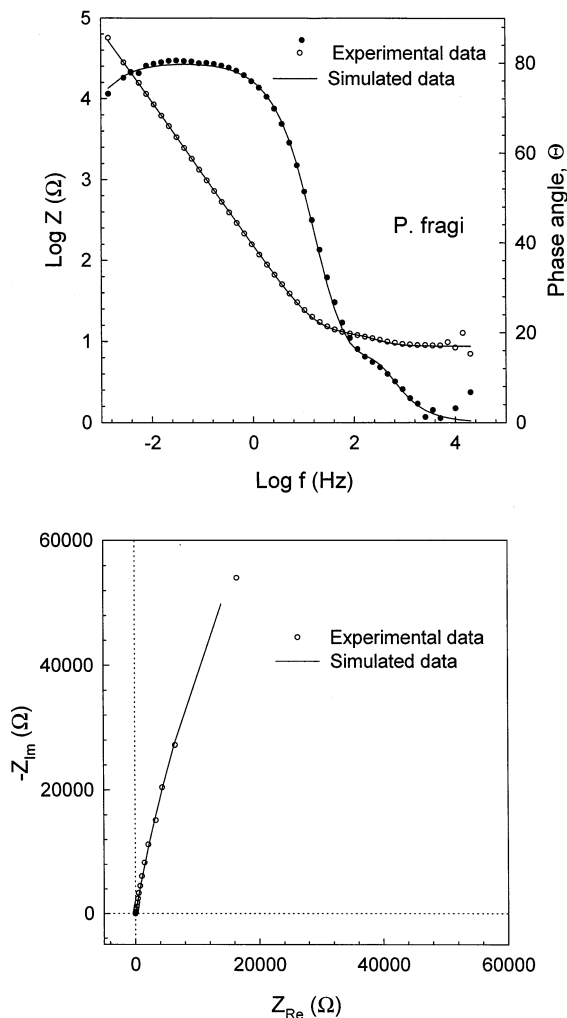 Experimental data
Simulated data
P. fragi
Log Z (Ω)
Phase angle, Θ
5
4
3
2
1
0
80
60
40
20
0
-2
0
2
4
Log f (Hz)
Experimental data
Simulated data
-Z_Im (Ω)
60000
40000
20000
0
0
20000
40000
60000
Z_Re (Ω)